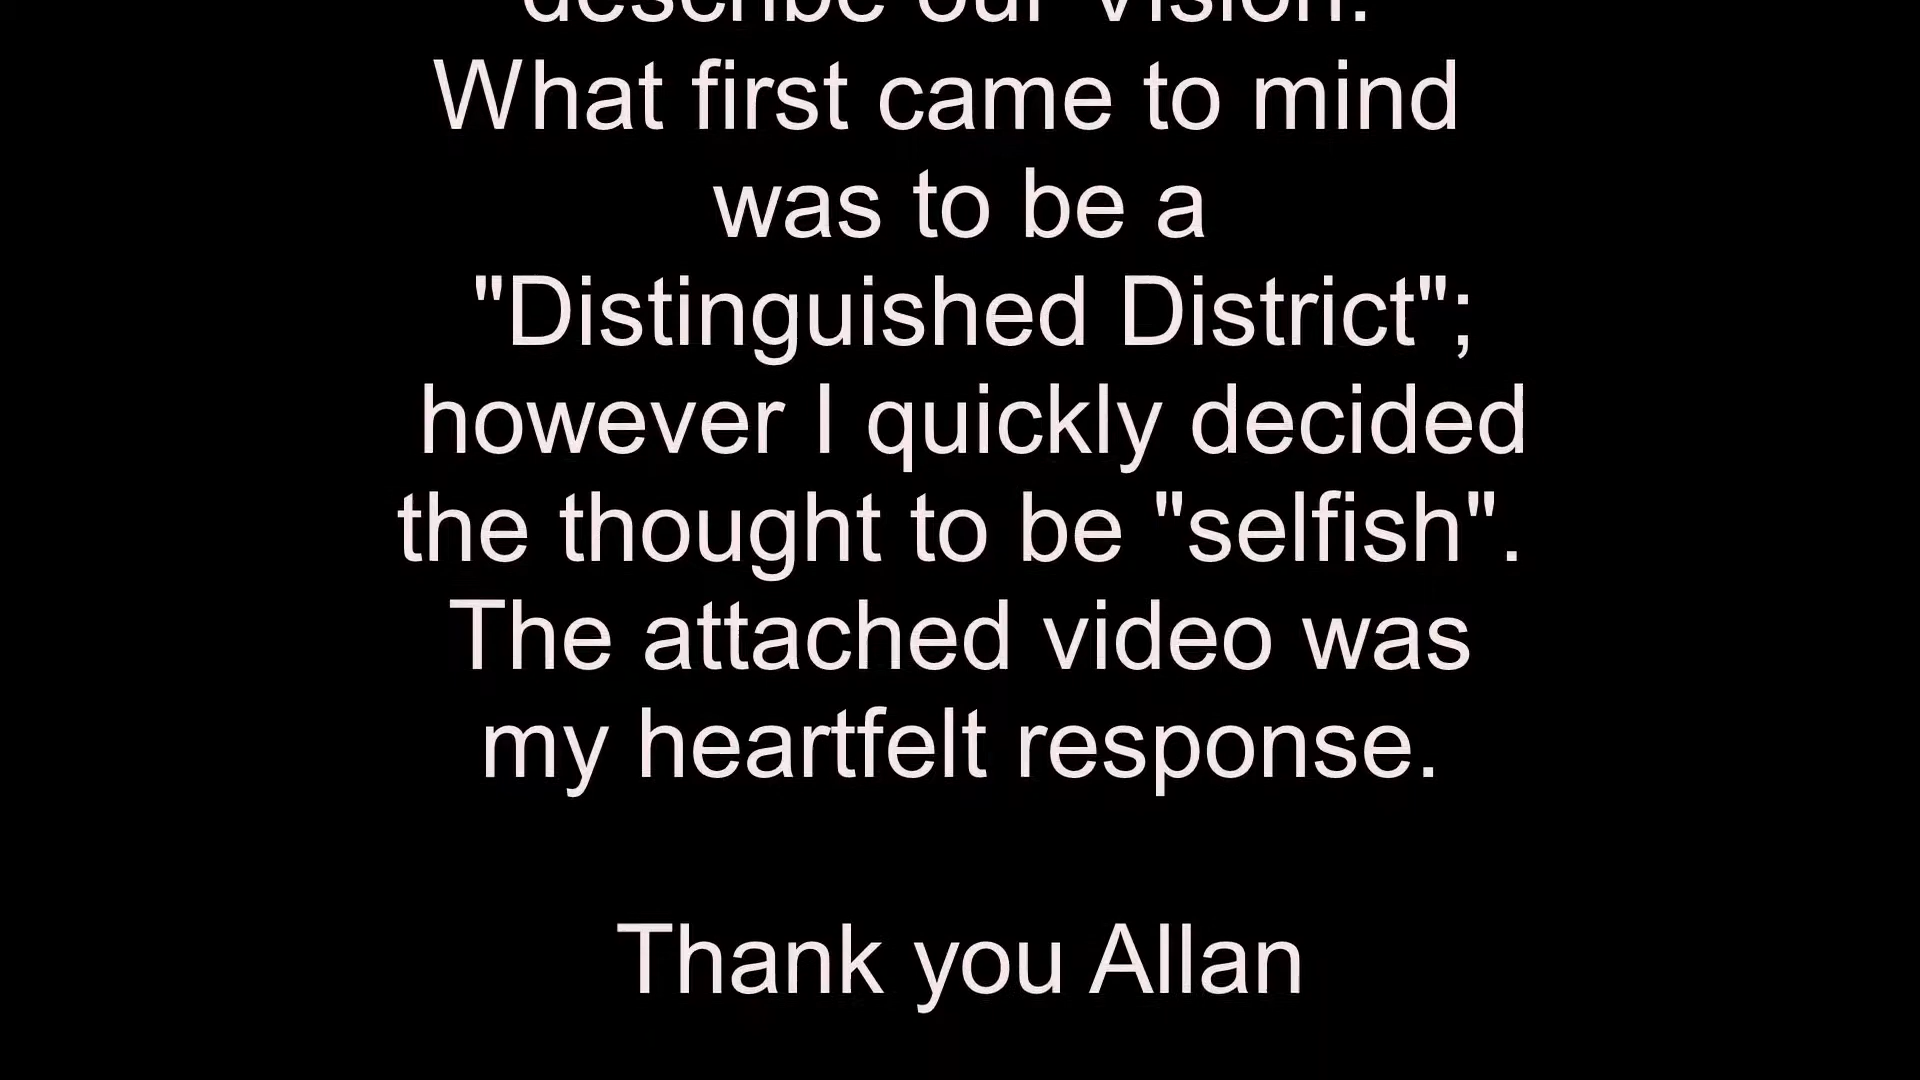 describe our Vision.
What first came to mind
was to be a
"Distinguished District";
however I quickly decided
the thought to be "selfish".
The attached video was
my heartfelt response.
Thank you Allan